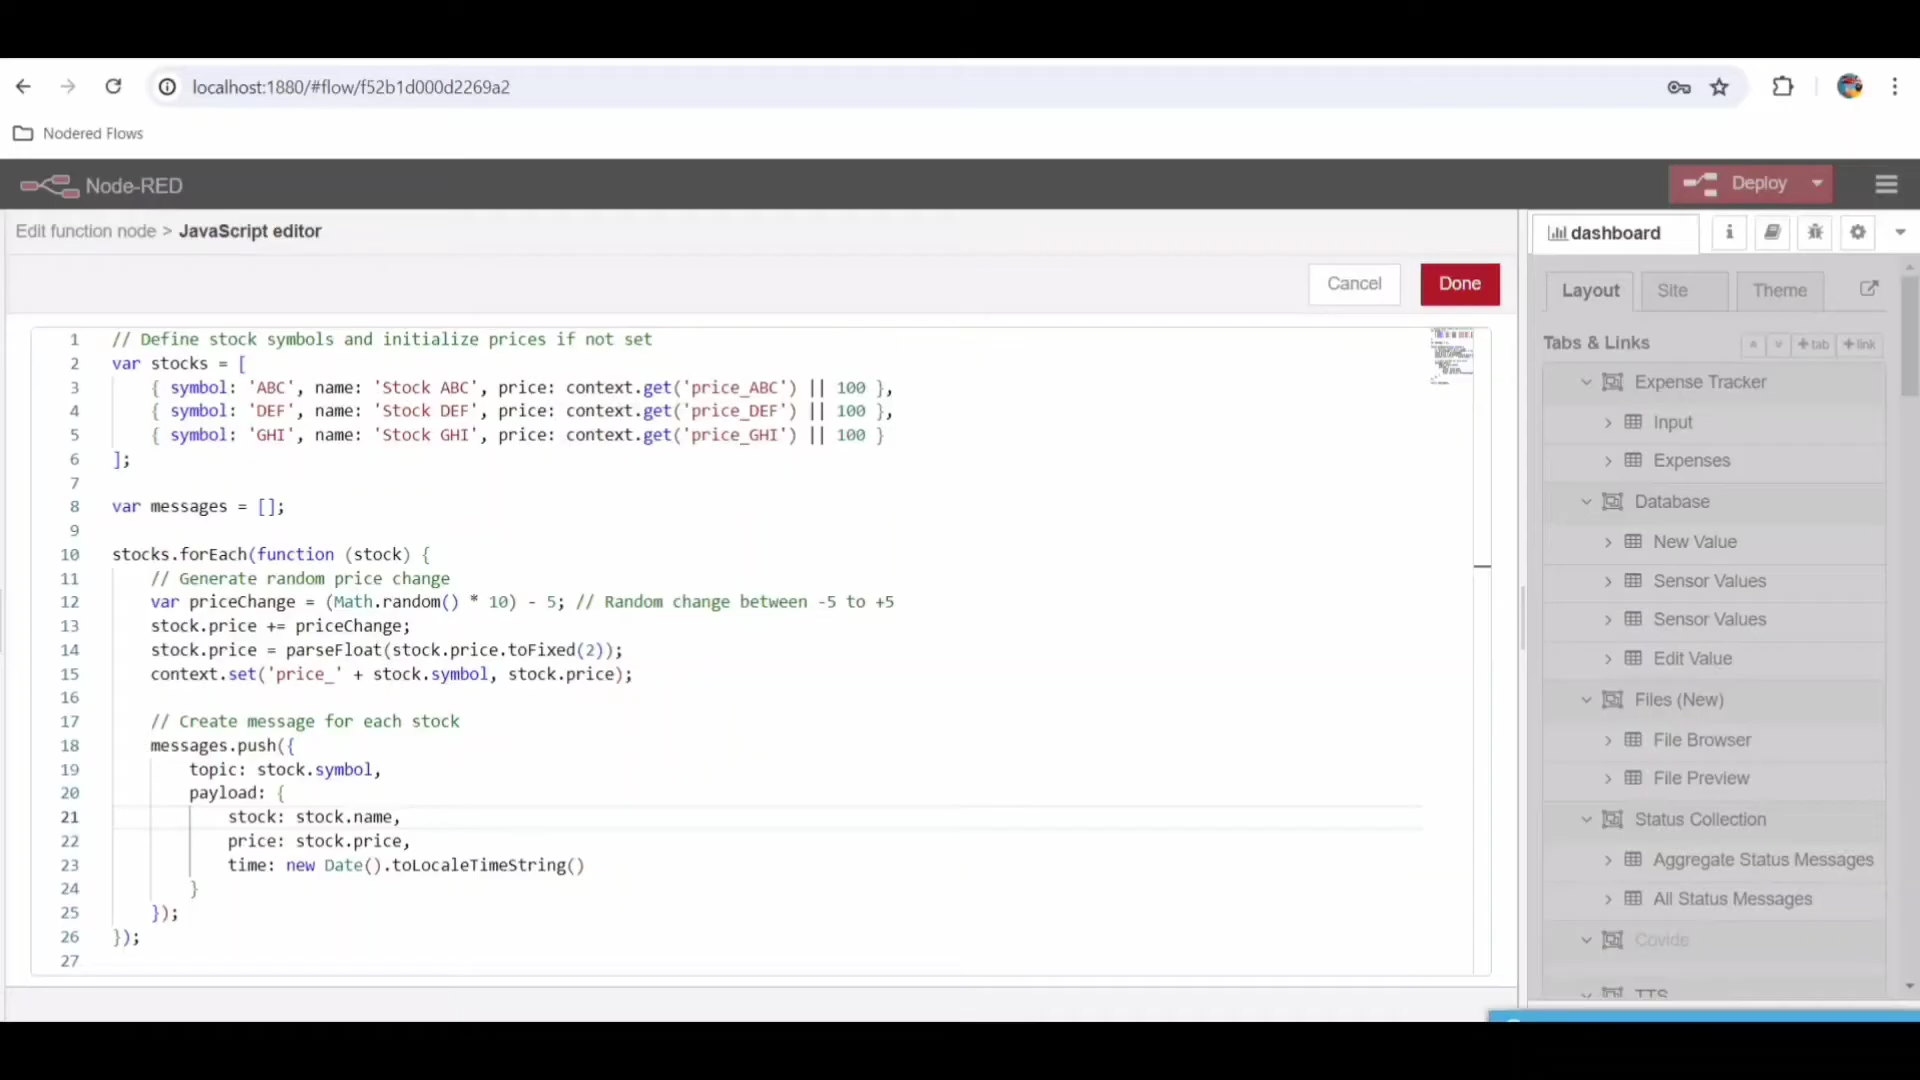 localhost:1880/#flow/f52b1d000d2269a2
Nodered Flows
Node-RED
Deploy
Edit function node > JavaScript editor
Cancel
Done
1 // Define stock symbols and initialize prices if not set
2 var stocks = [
3 { symbol: 'ABC', name: 'Stock ABC', price: context.get('price_ABC') || 100 },
4 { symbol: 'DEF', name: 'Stock DEF', price: context.get('price_DEF') || 100 },
5 { symbol: 'GHI', name: 'Stock GHI', price: context.get('price_GHI') || 100 }
6 ];
7
8 var messages = [];
9
10 stocks.forEach(function (stock) {
11 // Generate random price change
12 var priceChange = (Math.random() * 10) - 5; // Random change between -5 to +5
13 stock.price += priceChange;
14 stock.price = parseFloat(stock.price.toFixed(2));
15 context.set('price_' + stock.symbol, stock.price);
16
17 // Create message for each stock
18 messages.push({
19 topic: stock.symbol,
20 payload: {
21 stock: stock.name,
22 price: stock.price,
23 time: new Date().toLocaleTimeString()
24 }
25 });
26 });
27
dashboard
Layout
Site
Theme
Tabs & Links
+tab
+link
Expense Tracker
Input
Expenses
Database
New Value
Sensor Values
Sensor Values
Edit Value
Files (New)
File Browser
File Preview
Status Collection
Aggregate Status Messages
All Status Messages
Covide
TTS